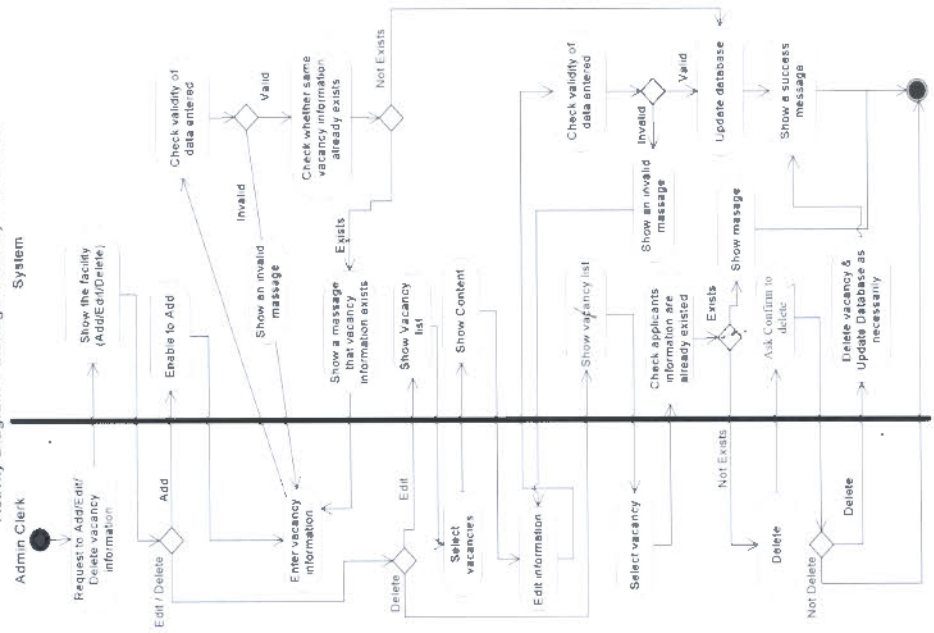 Admin Clerk
System
Request to Add/Edit/
Delete vacancy
information
Show the facility
(Add/Edit/Delete)
Edit / Delete
Add
Enable to Add
Enter vacancy
information
Check validity of
data entered
Invalid
Valid
Show an invalid
massage
Check whether same
vacancy information
already exists
Exists
Not Exists
Show a massage
that vacancy
information exists
Delete
Edit
Show Vacancy
list
Select
vacancies
Show Content
Edit information
Check validity of
data entered
Invalid
Valid
Show an invalid
massage
Update database
Show a success
message
Show vacancy list
Select vacancy
Check applicants
information are
already existed
Exists
Not Exists
Show masage
Delete
Ask Confirm to
delete
Not Delete
Delete
Delete vacancy &
Update Database as
necessarily